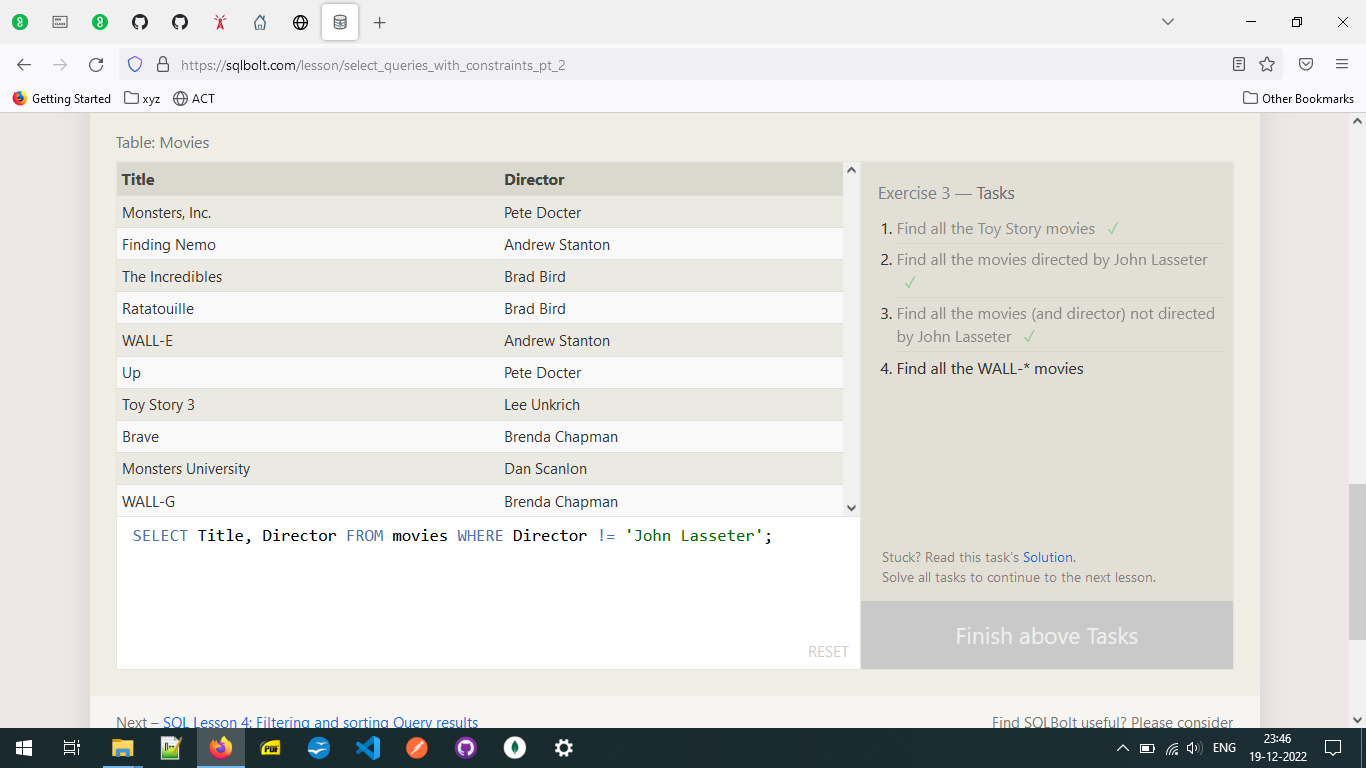 https://sqlbolt.com/lesson/select_queries_with_constraints_pt_2
Getting Started xyz ACT Other Bookmarks
Table: Movies
Title Director
Monsters, Inc. Pete Docter
Finding Nemo Andrew Stanton
The Incredibles Brad Bird
Ratatouille Brad Bird
WALL-E Andrew Stanton
Up Pete Docter
Toy Story 3 Lee Unkrich
Brave Brenda Chapman
Monsters University Dan Scanlon
WALL-G Brenda Chapman
SELECT Title, Director FROM movies WHERE Director != 'John Lasseter';
RESET
Exercise 3 — Tasks
1. Find all the Toy Story movies ✓
2. Find all the movies directed by John Lasseter
✓
3. Find all the movies (and director) not directed
by John Lasseter ✓
4. Find all the WALL-* movies
Stuck? Read this task's Solution.
Solve all tasks to continue to the next lesson.
Finish above Tasks
Next – SQL Lesson 4: Filtering and sorting Query results
Find SQLBolt useful? Please consider
PDF
ENG
23:46
19-12-2022